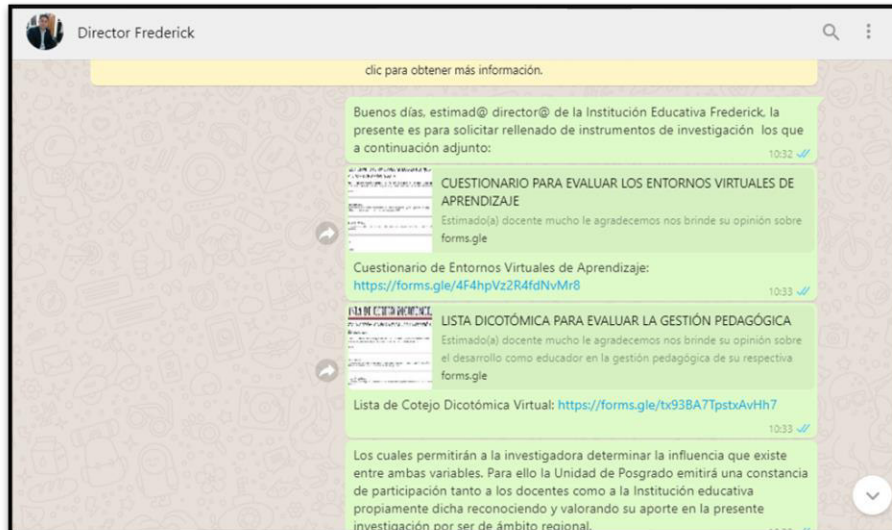 Director Frederick
clic para obtener más información.
Buenos días, estimad@ director@ de la Institución Educativa Frederick, la
presente es para solicitar rellenado de instrumentos de investigación los que
a continuación adjunto:
10:32
CUESTIONARIO PARA EVALUAR LOS ENTORNOS VIRTUALES DE
APRENDIZAJE
Estimado(a) docente mucho le agradecemos nos brinde su opinión sobre
forms.gle
Cuestionario de Entornos Virtuales de Aprendizaje:
https://forms.gle/4F4hpVz2R4fdNvMr8
10:33
LISTA DICOTÓMICA PARA EVALUAR LA GESTIÓN PEDAGÓGICA
Estimado(a) docente mucho le agradecemos nos brinde su opinión sobre
el desarrollo como educador en la gestión pedagógica de su respectiva
forms.gle
Lista de Cotejo Dicotómica Virtual: https://forms.gle/tx93BA7TpstxAvHh7
10:33
Los cuales permitirán a la investigadora determinar la influencia que existe
entre ambas variables. Para ello la Unidad de Posgrado emitirá una constancia
de participación tanto a los docentes como a la Institución educativa
propiamente dicha reconociendo y valorando su aporte en la presente
investigación por ser de ámbito regional.